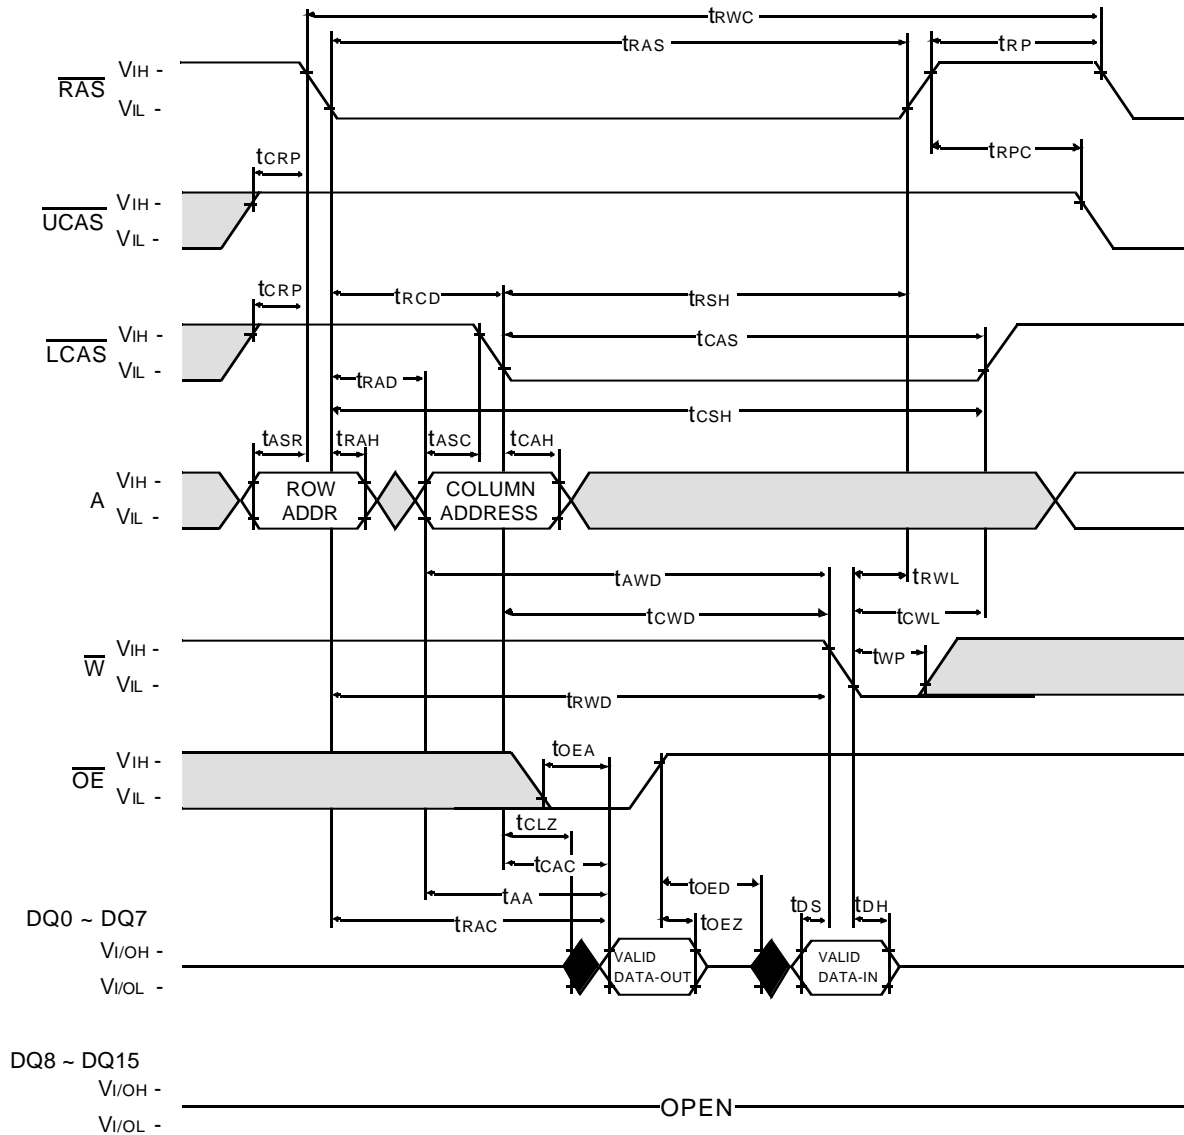 tRWC
tRAS
tRP
RAS
VIH -
VIL -
tCRP
tRPC
UCAS
VIH -
VIL -
tCRP
tRCD
tRSH
LCAS
VIH -
VIL -
tCAS
tRAD
tCSH
tASR
tRAH
tASC
tCAH
A
VIH -
VIL -
ROW
ADDR
COLUMN
ADDRESS
tAWD
tRWL
tCWD
tCWL
W
VIH -
VIL -
tWP
tRWD
OE
VIH -
VIL -
tOEA
tCLZ
tCAC
tOED
tAA
tDS
tDH
DQ0 ~ DQ7
tRAC
tOEZ
VI/OH -
VI/OL -
VALID
DATA-OUT
VALID
DATA-IN
DQ8 ~ DQ15
VI/OH -
VI/OL -
OPEN